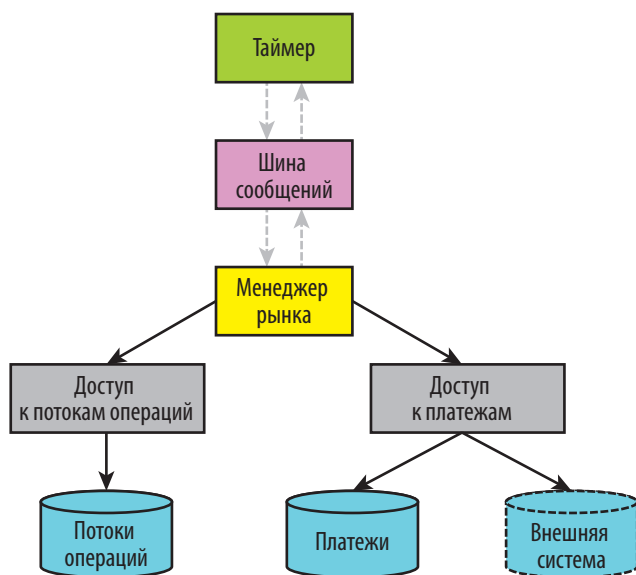 Таймер
Шина
сообщений
Менеджер
рынка
Доступ
к потокам операций
Доступ
к платежам
Потоки
операций
Платежи
Внешняя
система